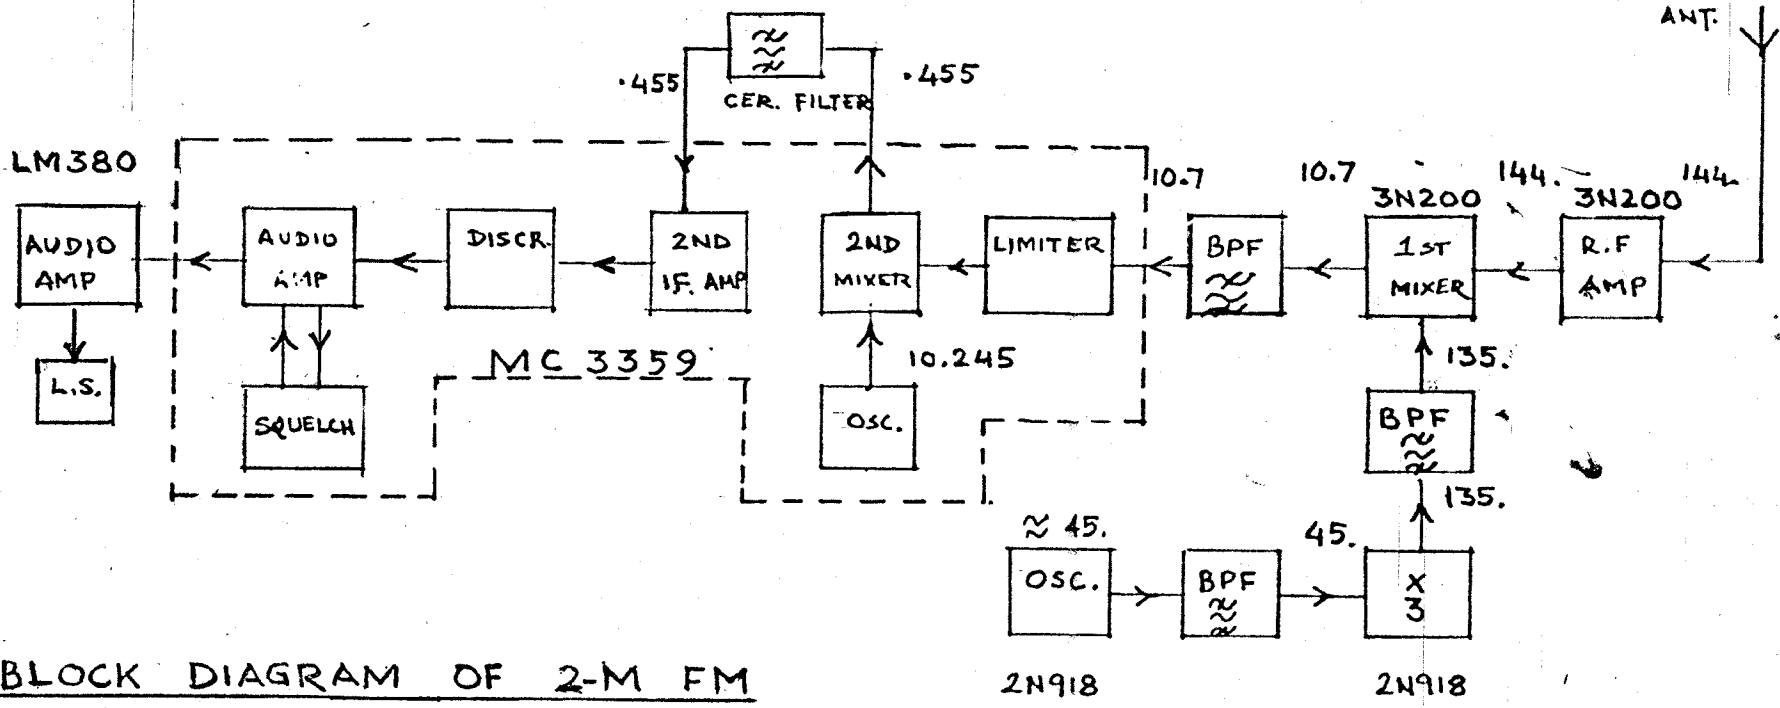 ANT.
.455
.455
CER. FILTER
LM380
10.7
10.7
144.
144.
3N200
3N200
AUDIO
AMP
AUDIO
AMP
DISCR.
2ND
IF. AMP
2ND
MIXER
LIMITER
BPF
1ST
MIXER
R.F
AMP
L.S.
SQUELCH
MC 3359
10.245
OSC.
135.
BPF
135.
≈ 45.
45.
OSC.
BPF
X
3
2N918
2N918
BLOCK DIAGRAM OF 2-M FM